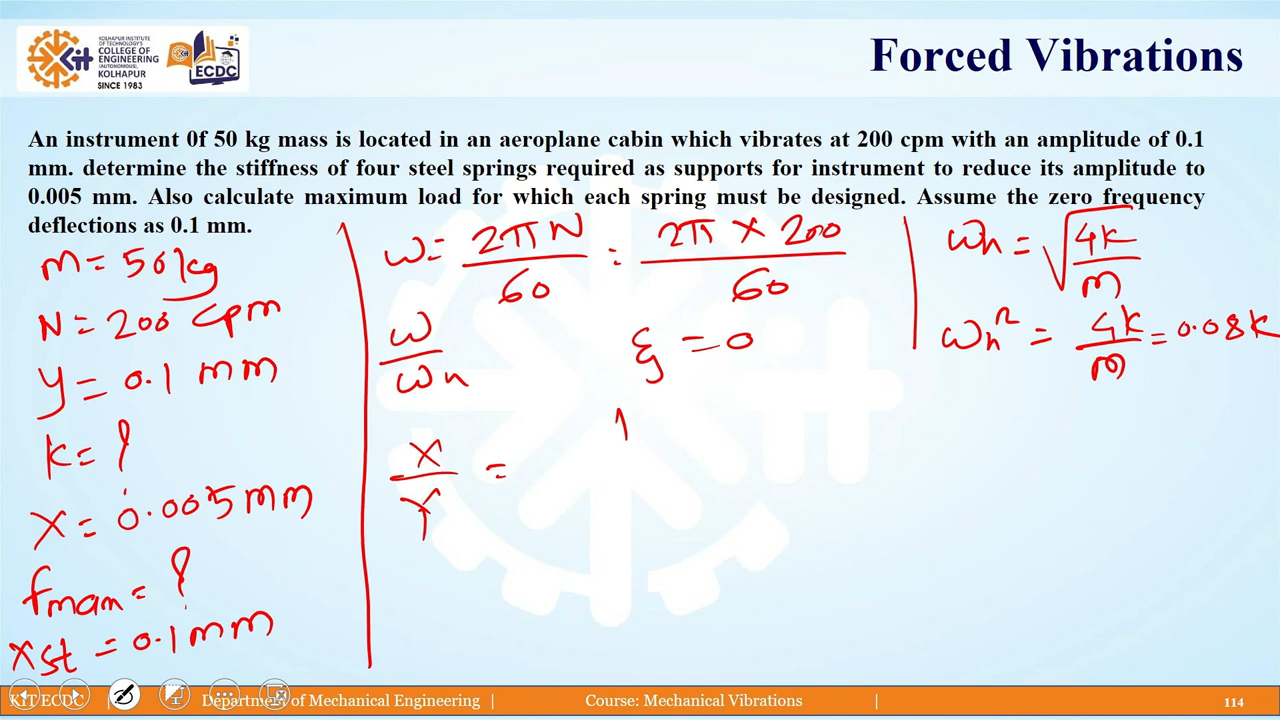 KOLHAPUR INSTITUTE
OF TECHNOLOGY'S
COLLEGE OF
ENGINEERING
(AUTONOMOUS)
KOLHAPUR
SINCE 1983
Kit
ECDC
Forced Vibrations
An instrument 0f 50 kg mass is located in an aeroplane cabin which vibrates at 200 cpm with an amplitude of 0.1
mm. determine the stiffness of four steel springs required as supports for instrument to reduce its amplitude to
0.005 mm. Also calculate maximum load for which each spring must be designed. Assume the zero frequency
deflections as 0.1 mm.
m = 50 kg
N = 200 cpm
y = 0.1 mm
K = ?
X = 0.005 mm
fman = ?
xst = 0.1 mm
ω = 2πN/60 = 2π × 200/60
ω/ωn
ξ = 0
X/Y =
1
ωn = √(4K/m)
ωn² = 4K/m = 0.08K
KIT ECDC | Department of Mechanical Engineering | Course: Mechanical Vibrations | 114